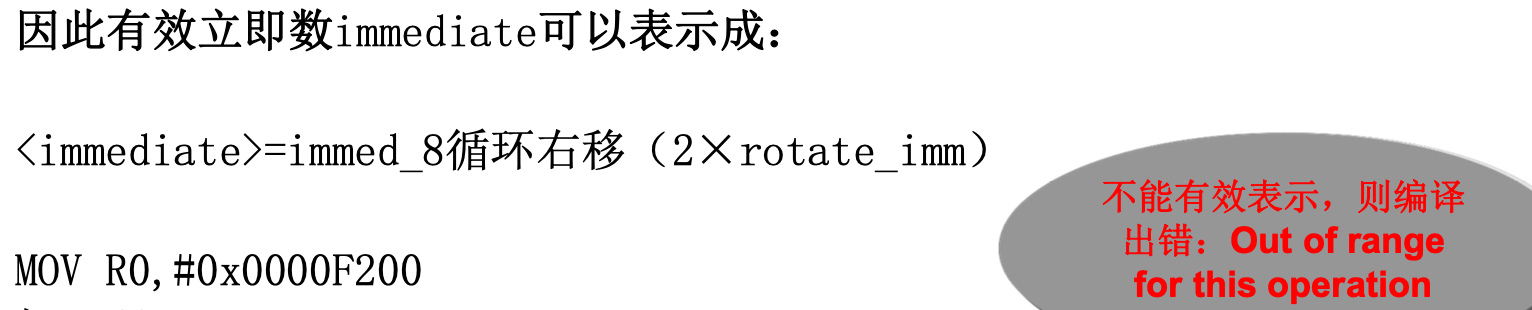 因此有效立即数immediate可以表示成：
<immediate>=immed_8循环右移（2×rotate_imm）
不能有效表示，则编译
出错：Out of range
for this operation
MOV R0,#0x0000F200